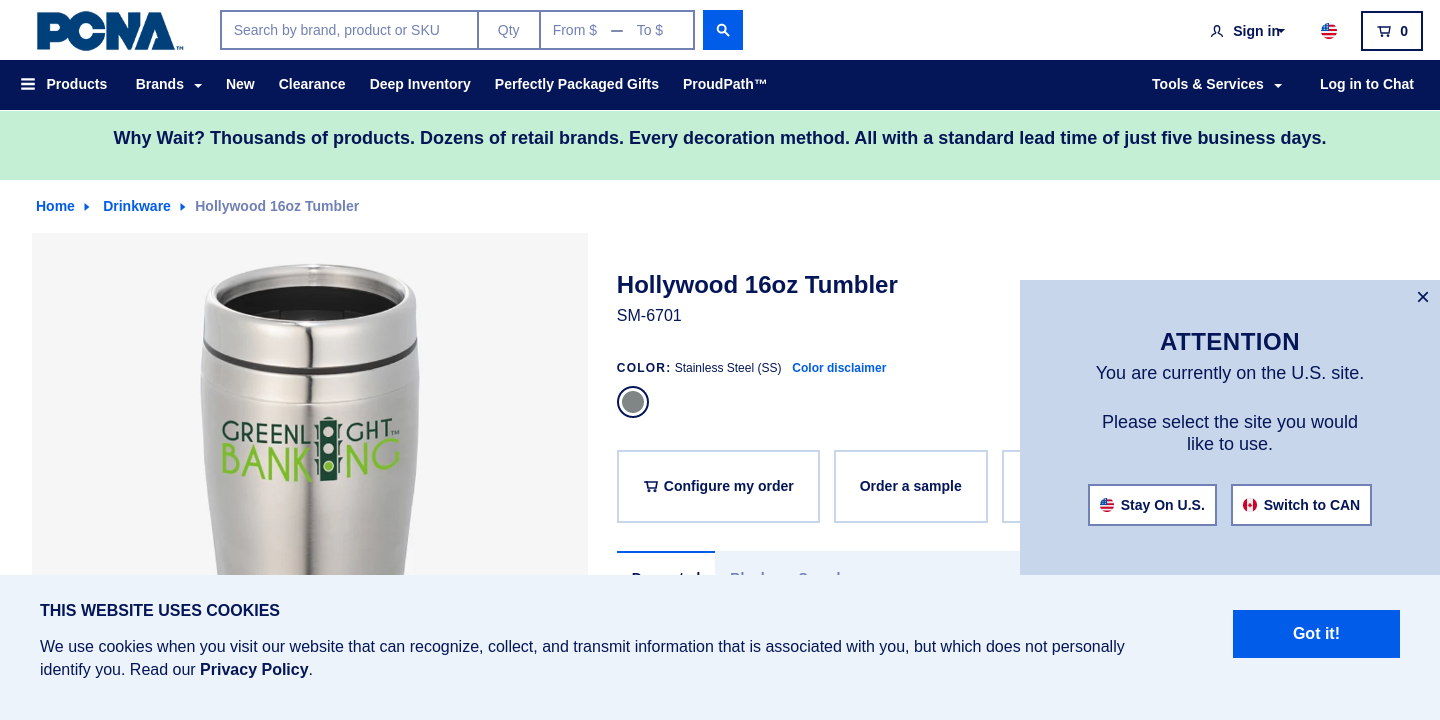 PCNA™
Search by brand, product or SKU
Qty
From $ — To $
Sign in
0
Products
Brands
New
Clearance
Deep Inventory
Perfectly Packaged Gifts
ProudPath™
Tools & Services
Log in to Chat
Why Wait? Thousands of products. Dozens of retail brands. Every decoration method. All with a standard lead time of just five business days.
Home
Drinkware
Hollywood 16oz Tumbler
GREENLIGHT™
BANKING
Hollywood 16oz Tumbler
SM-6701
COLOR: Stainless Steel (SS) Color disclaimer
Configure my order
Order a sample
×
ATTENTION
You are currently on the U.S. site.
Please select the site you would
like to use.
Stay On U.S.
Switch to CAN
THIS WEBSITE USES COOKIES
We use cookies when you visit our website that can recognize, collect, and transmit information that is associated with you, but which does not personally
identify you. Read our Privacy Policy.
Got it!